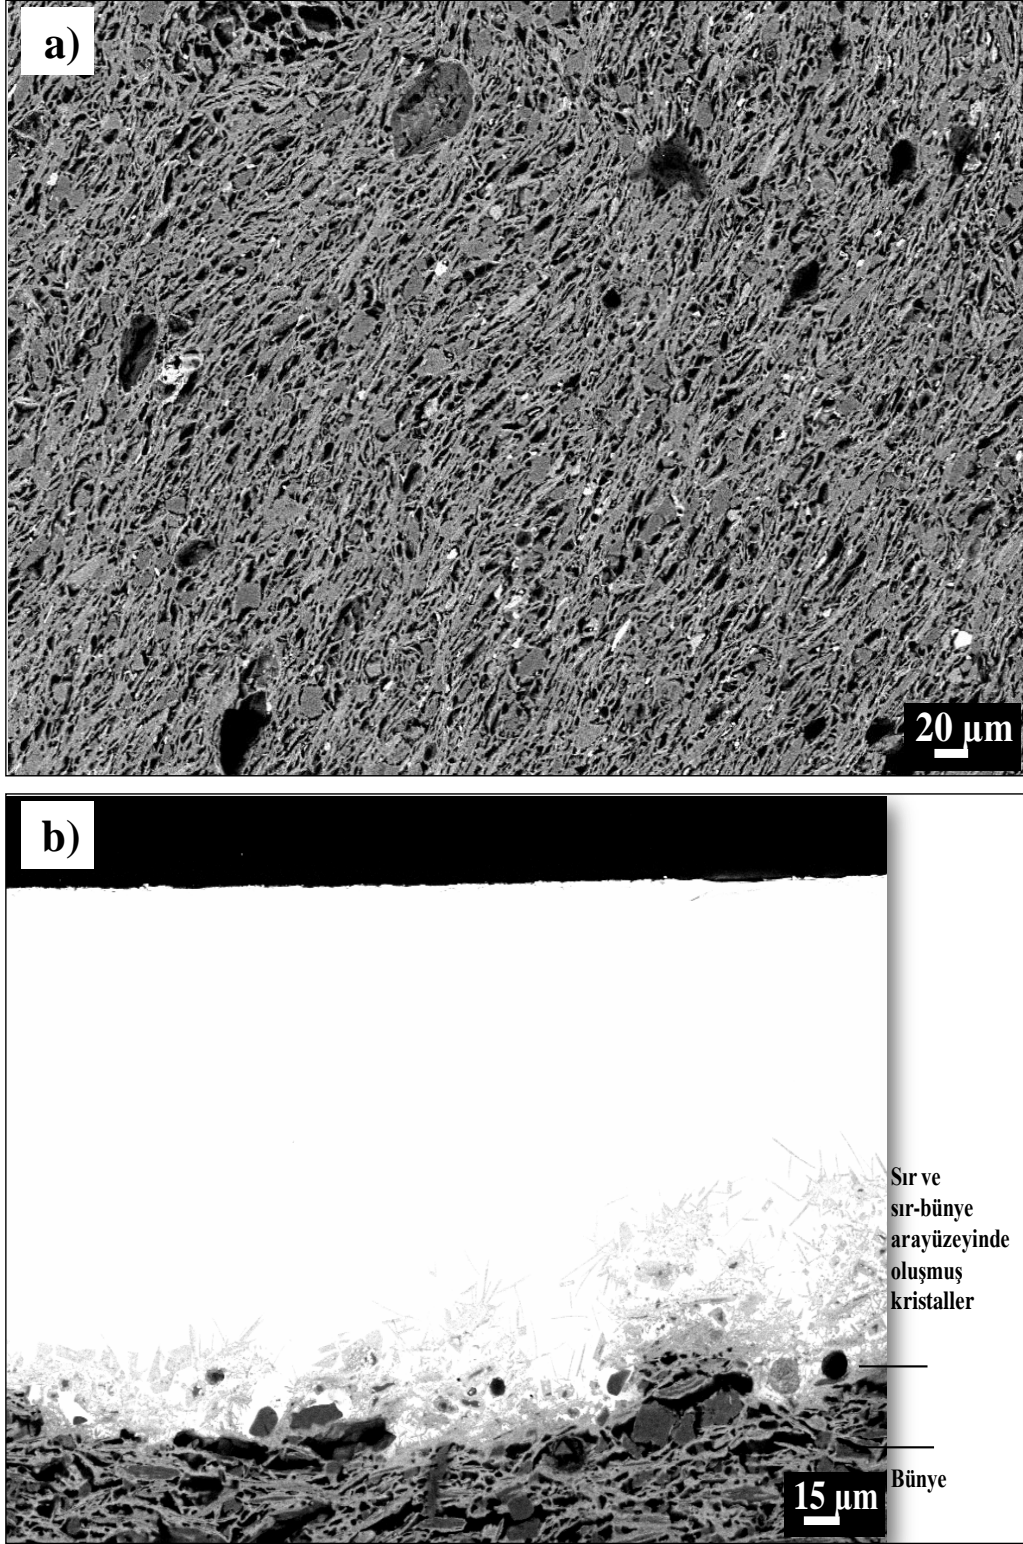 a)
20 µm
b)
Sır ve
sır-bünye
arayüzeyinde
oluşmuş
kristaller
Bünye
15 µm